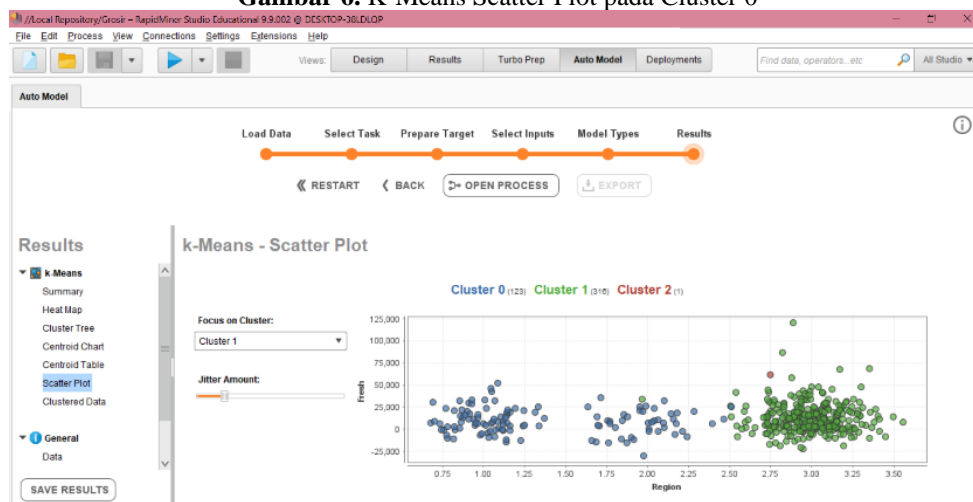 Gambar 6. K-Means Scatter Plot pada Cluster 0
//Local Repository/Grosir – RapidMiner Studio Educational 9.9.002 @ DESKTOP-38LDLQP
File Edit Process View Connections Settings Extensions Help
Views: Design Results Turbo Prep Auto Model Deployments Find data, operators...etc All Studio
Auto Model
Load Data Select Task Prepare Target Select Inputs Model Types Results
RESTART BACK OPEN PROCESS EXPORT
Results
k-Means
Summary
Heat Map
Cluster Tree
Centroid Chart
Centroid Table
Scatter Plot
Clustered Data
General
Data
SAVE RESULTS
k-Means - Scatter Plot
Cluster 0 (123) Cluster 1 (316) Cluster 2 (1)
Focus on Cluster:
Cluster 1
Jitter Amount:
Fresh
125,000
100,000
75,000
50,000
25,000
0
-25,000
0.75 1.00 1.25 1.50 1.75 2.00 2.25 2.50 2.75 3.00 3.25 3.50
Region